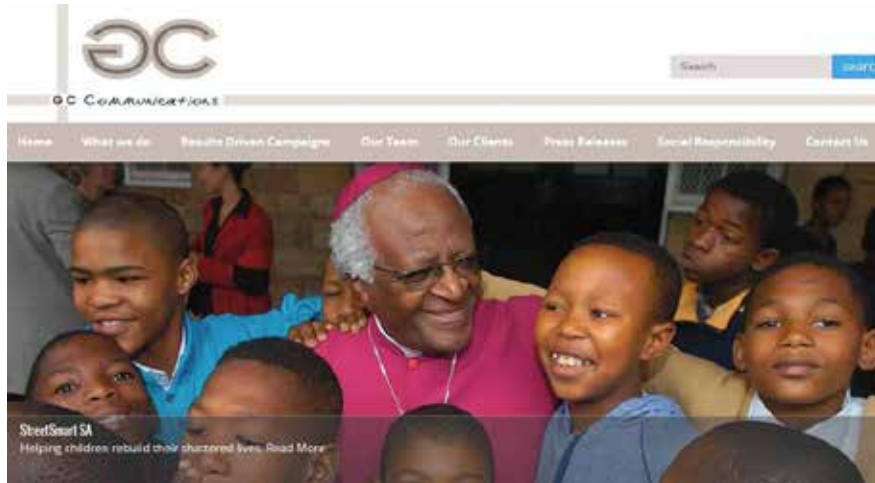 GC
GC Communications
Search
search
Home
What we do
Results Driven Campaigns
Our Team
Our Clients
Press Releases
Social Responsibility
Contact Us
StreetSmart SA
Helping children rebuild their shattered lives. Read More